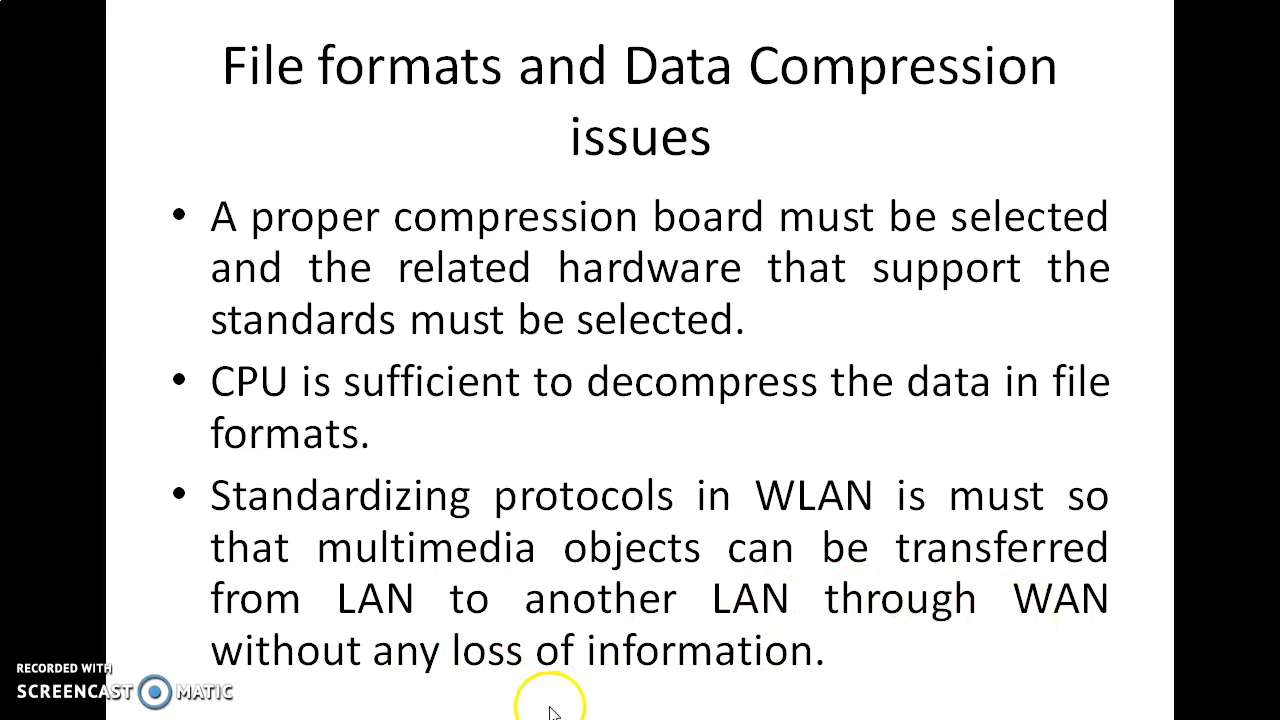 File formats and Data Compression
issues
• A proper compression board must be selected
and the related hardware that support the
standards must be selected.
• CPU is sufficient to decompress the data in file
formats.
• Standardizing protocols in WLAN is must so
that multimedia objects can be transferred
from LAN to another LAN through WAN
without any loss of information.
RECORDED WITH
SCREENCAST MATIC